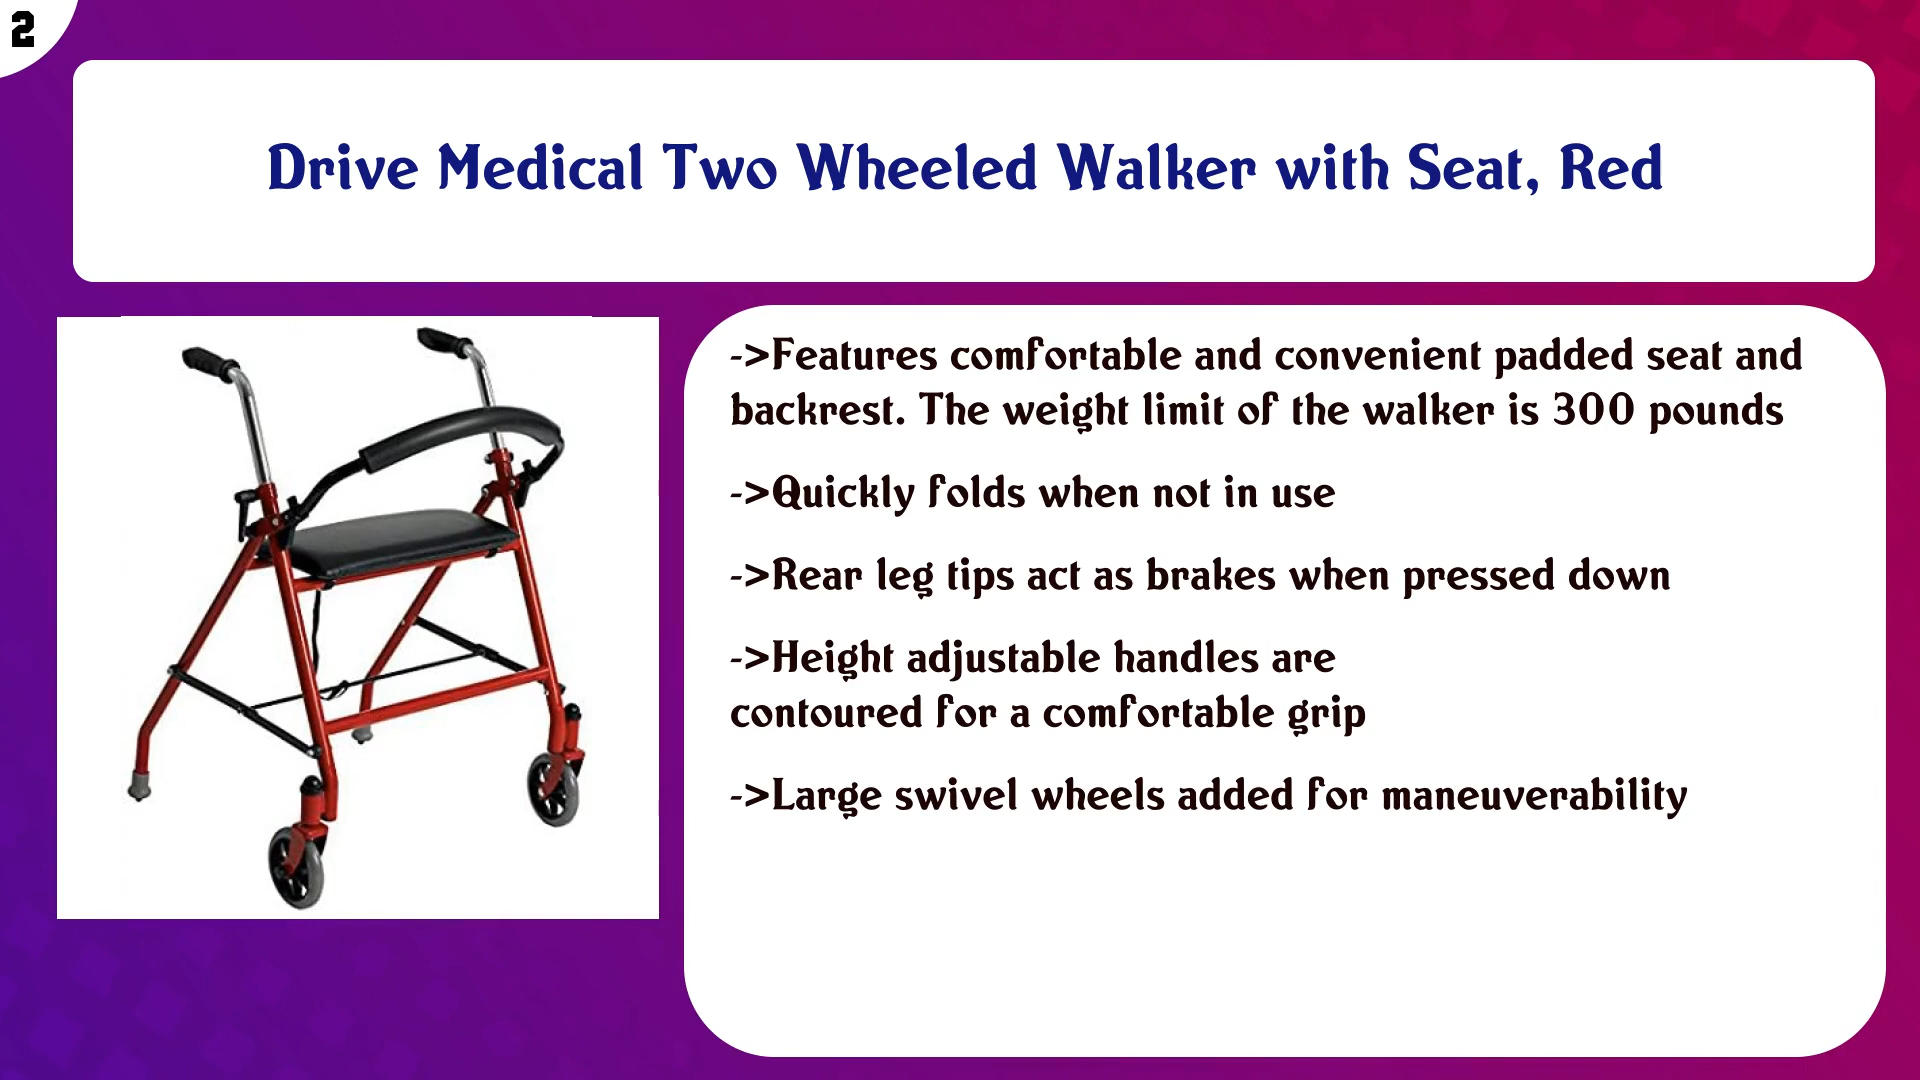 2
Drive Medical Two Wheeled Walker with Seat, Red
->Features comfortable and convenient padded seat and
backrest. The weight limit of the walker is 300 pounds
->Quickly folds when not in use
->Rear leg tips act as brakes when pressed down
->Height adjustable handles are
contoured for a comfortable grip
->Large swivel wheels added for maneuverability